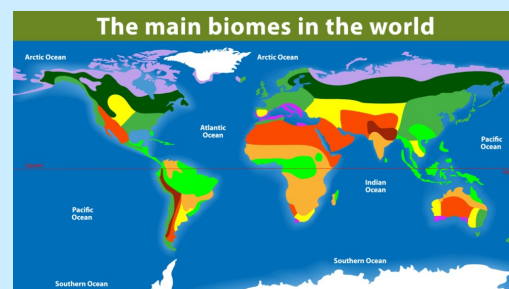 The main biomes in the world
Arctic Ocean
Arctic Ocean
Atlantic
Ocean
Pacific
Ocean
Indian
Ocean
Pacific
Ocean
Southern Ocean
Southern Ocean